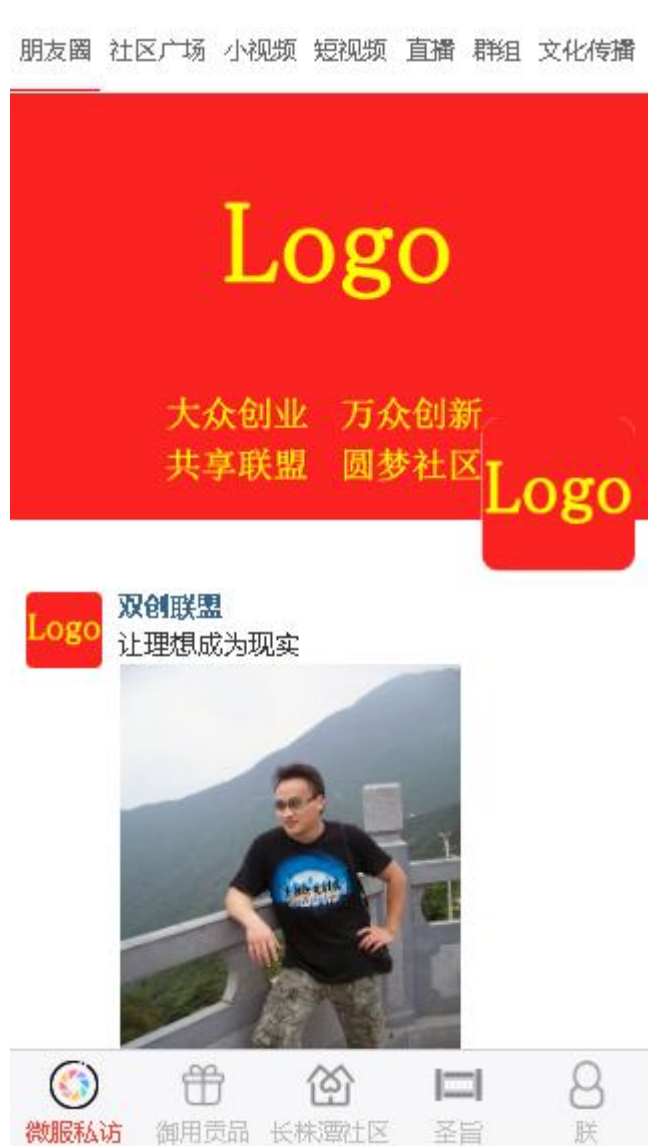 朋友圈 社区广场 小视频 短视频 直播 群组 文化传播
Logo
大众创业 万众创新
共享联盟 圆梦社区
Logo
Logo
双创联盟
让理想成为现实
微服私访 御用贡品 长株潭社区 圣旨 朕